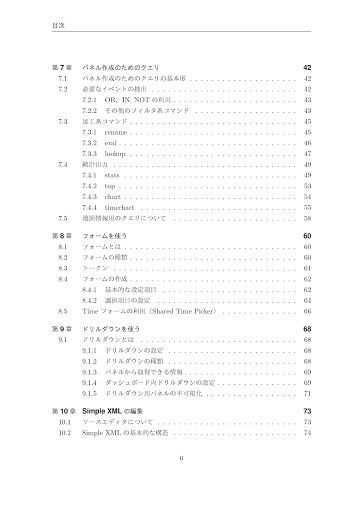 目次
第 7 章 パネル作成のためのクエリ 42
7.1 パネル作成のためのクエリの基本形 . . . . . . . . . . . . . . . . . . . . 42
7.2 必要なイベントの抽出 . . . . . . . . . . . . . . . . . . . . . . . . . . . 42
7.2.1 OR、IN, NOT の利用 . . . . . . . . . . . . . . . . . . . . . . . 43
7.2.2 その他のフィルタ系コマンド . . . . . . . . . . . . . . . . . . . . 43
7.3 加工系コマンド . . . . . . . . . . . . . . . . . . . . . . . . . . . . . . . 45
7.3.1 rename . . . . . . . . . . . . . . . . . . . . . . . . . . . . . . . 45
7.3.2 eval . . . . . . . . . . . . . . . . . . . . . . . . . . . . . . . . . 46
7.3.3 lookup . . . . . . . . . . . . . . . . . . . . . . . . . . . . . . . 47
7.4 統計出力 . . . . . . . . . . . . . . . . . . . . . . . . . . . . . . . . . . 49
7.4.1 stats . . . . . . . . . . . . . . . . . . . . . . . . . . . . . . . . . 49
7.4.2 top . . . . . . . . . . . . . . . . . . . . . . . . . . . . . . . . . . 53
7.4.3 chart . . . . . . . . . . . . . . . . . . . . . . . . . . . . . . . . 54
7.4.4 timechart . . . . . . . . . . . . . . . . . . . . . . . . . . . . . . 55
7.5 地図情報用のクエリについて . . . . . . . . . . . . . . . . . . . . . . . 58
第 8 章 フォームを使う 60
8.1 フォームとは . . . . . . . . . . . . . . . . . . . . . . . . . . . . . . . . 60
8.2 フォームの種類 . . . . . . . . . . . . . . . . . . . . . . . . . . . . . . . 60
8.3 トークン . . . . . . . . . . . . . . . . . . . . . . . . . . . . . . . . . . 61
8.4 フォームの作成 . . . . . . . . . . . . . . . . . . . . . . . . . . . . . . . 62
8.4.1 基本的な設定項目 . . . . . . . . . . . . . . . . . . . . . . . . . 62
8.4.2 選択項目の設定 . . . . . . . . . . . . . . . . . . . . . . . . . . 64
8.5 Time フォームの利用（Shared Time Picker） . . . . . . . . . . . . . . 66
第 9 章 ドリルダウンを使う 68
9.1 ドリルダウンとは . . . . . . . . . . . . . . . . . . . . . . . . . . . . . 68
9.1.1 ドリルダウンの設定 . . . . . . . . . . . . . . . . . . . . . . . . 68
9.1.2 ドリルダウンの種類 . . . . . . . . . . . . . . . . . . . . . . . . 68
9.1.3 パネルから取得できる情報 . . . . . . . . . . . . . . . . . . . . . 69
9.1.4 ダッシュボード内ドリルダウンの設定 . . . . . . . . . . . . . . . 69
9.1.5 ドリルダウン用パネルの不可視化 . . . . . . . . . . . . . . . . . 71
第 10 章 Simple XML の編集 73
10.1 ソースエディタについて . . . . . . . . . . . . . . . . . . . . . . . . . . 73
10.2 Simple XML の基本的な構造 . . . . . . . . . . . . . . . . . . . . . . . 74
6